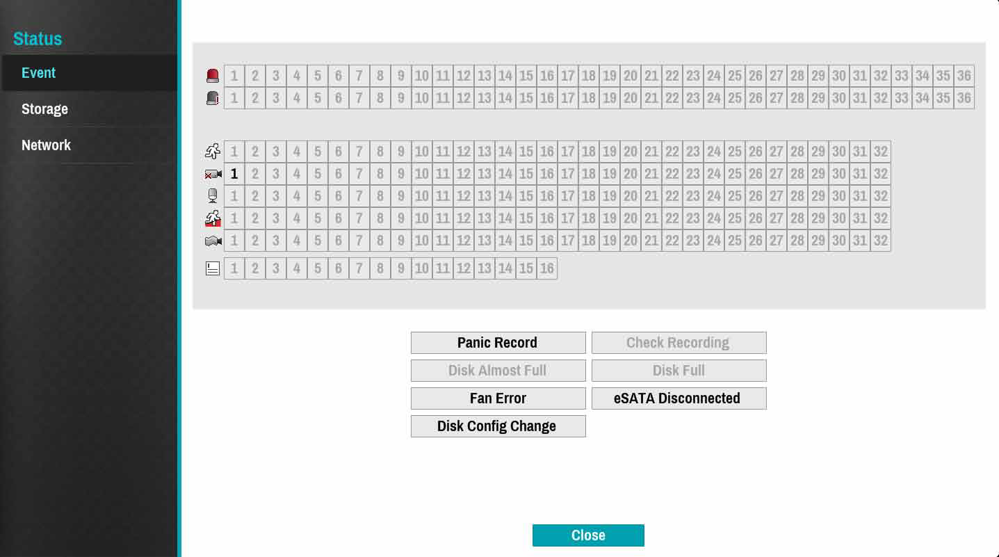 Status
Event
Storage
Network
1 2 3 4 5 6 7 8 9 10 11 12 13 14 15 16 17 18 19 20 21 22 23 24 25 26 27 28 29 30 31 32 33 34 35 36
1 2 3 4 5 6 7 8 9 10 11 12 13 14 15 16 17 18 19 20 21 22 23 24 25 26 27 28 29 30 31 32 33 34 35 36
1 2 3 4 5 6 7 8 9 10 11 12 13 14 15 16 17 18 19 20 21 22 23 24 25 26 27 28 29 30 31 32
1 2 3 4 5 6 7 8 9 10 11 12 13 14 15 16 17 18 19 20 21 22 23 24 25 26 27 28 29 30 31 32
1 2 3 4 5 6 7 8 9 10 11 12 13 14 15 16 17 18 19 20 21 22 23 24 25 26 27 28 29 30 31 32
1 2 3 4 5 6 7 8 9 10 11 12 13 14 15 16 17 18 19 20 21 22 23 24 25 26 27 28 29 30 31 32
1 2 3 4 5 6 7 8 9 10 11 12 13 14 15 16 17 18 19 20 21 22 23 24 25 26 27 28 29 30 31 32
1 2 3 4 5 6 7 8 9 10 11 12 13 14 15 16
Panic Record Check Recording
Disk Almost Full Disk Full
Fan Error eSATA Disconnected
Disk Config Change
Close